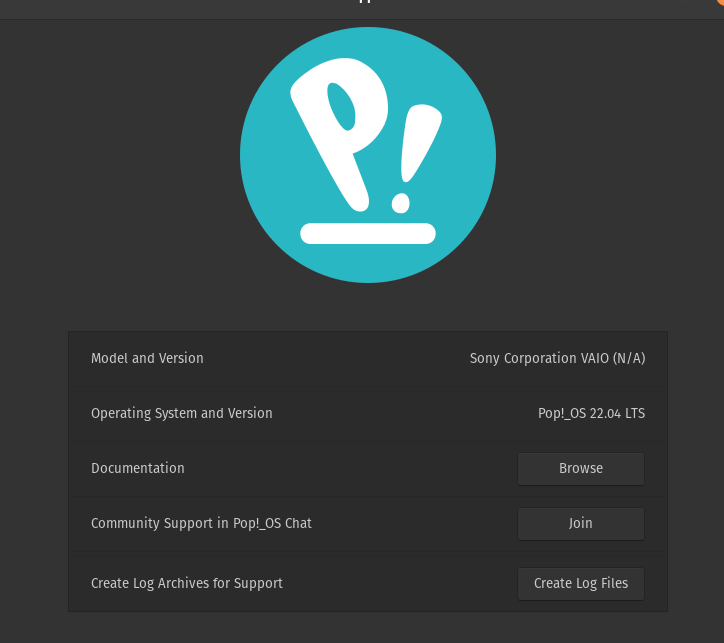 P!
Model and Version
Sony Corporation VAIO (N/A)
Operating System and Version
Pop!_OS 22.04 LTS
Documentation
Browse
Community Support in Pop!_OS Chat
Join
Create Log Archives for Support
Create Log Files